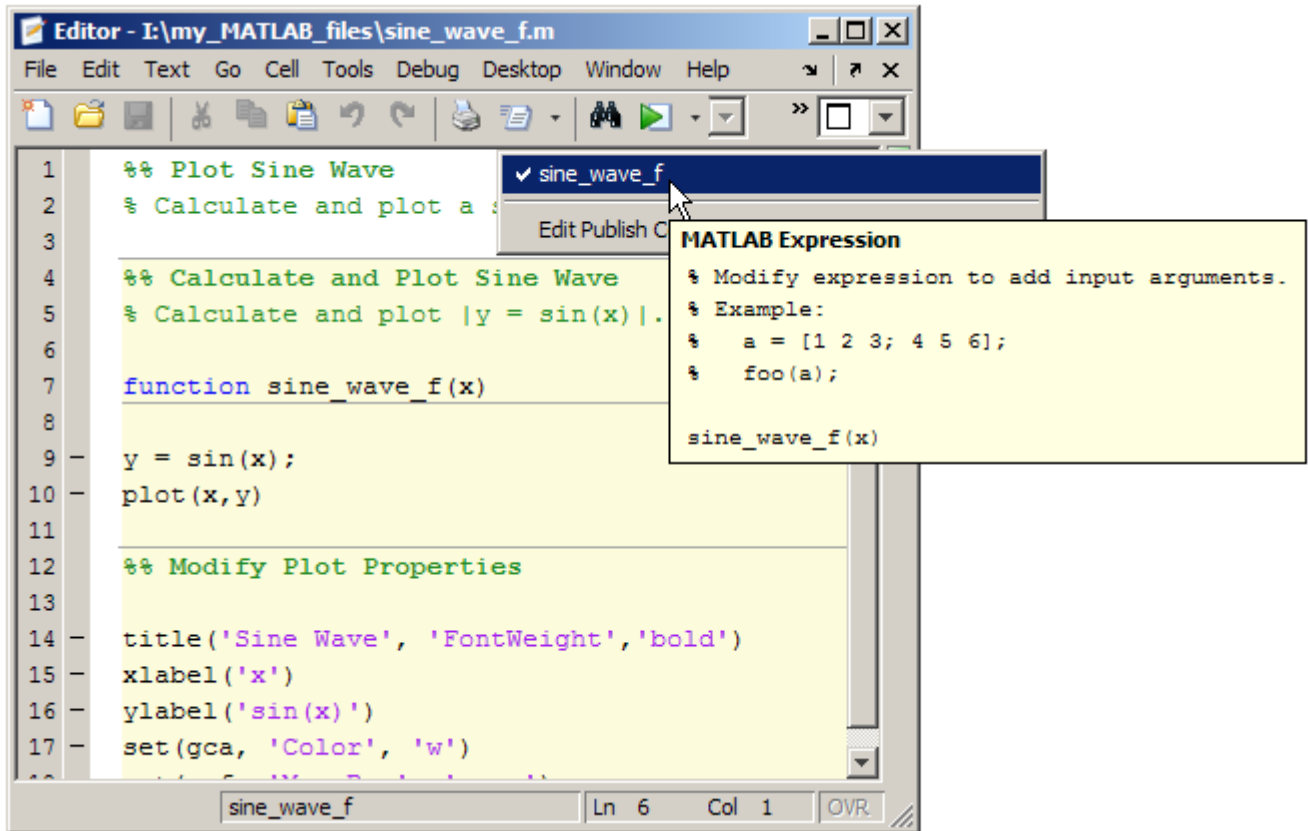 Editor - I:\my_MATLAB_files\sine_wave_f.m
File Edit Text Go Cell Tools Debug Desktop Window Help
1 %% Plot Sine Wave
2 % Calculate and plot a
3
4 %% Calculate and Plot Sine Wave
5 % Calculate and plot |y = sin(x)|.
6
7 function sine_wave_f(x)
8
9 – y = sin(x);
10 – plot(x,y)
11
12 %% Modify Plot Properties
13
14 – title('Sine Wave', 'FontWeight','bold')
15 – xlabel('x')
16 – ylabel('sin(x)')
17 – set(gca, 'Color', 'w')
✓ sine_wave_f
Edit Publish C
MATLAB Expression
% Modify expression to add input arguments.
% Example:
% a = [1 2 3; 4 5 6];
% foo(a);
sine_wave_f(x)
sine_wave_f Ln 6 Col 1 OVR